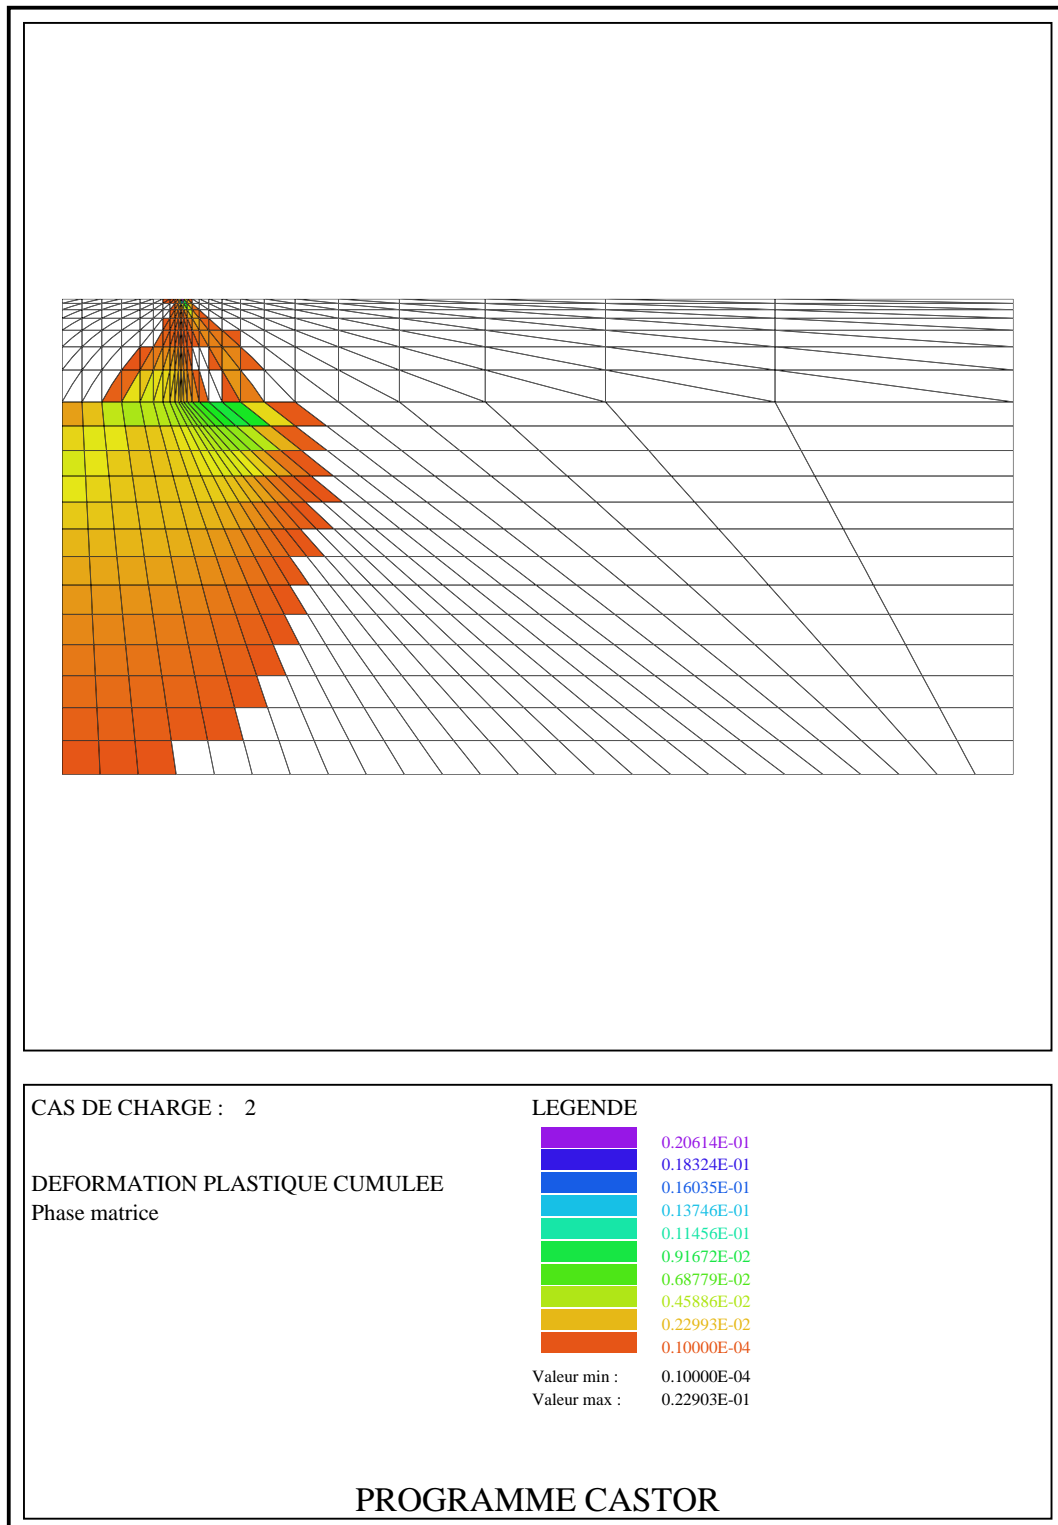 CAS DE CHARGE : 2
DEFORMATION PLASTIQUE CUMULEE
Phase matrice
LEGENDE
0.20614E-01
0.18324E-01
0.16035E-01
0.13746E-01
0.11456E-01
0.91672E-02
0.68779E-02
0.45886E-02
0.22993E-02
0.10000E-04
Valeur min : 0.10000E-04
Valeur max : 0.22903E-01
PROGRAMME CASTOR